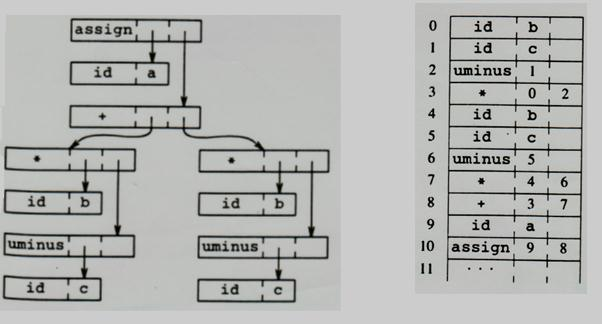 assign
id a
+
* *
id b id b
uminus uminus
id c id c
0 id b
1 id c
2 uminus 1
3 * 0 2
4 id b
5 id c
6 uminus 5
7 * 4 6
8 + 3 7
9 id a
10 assign 9 8
11 ...